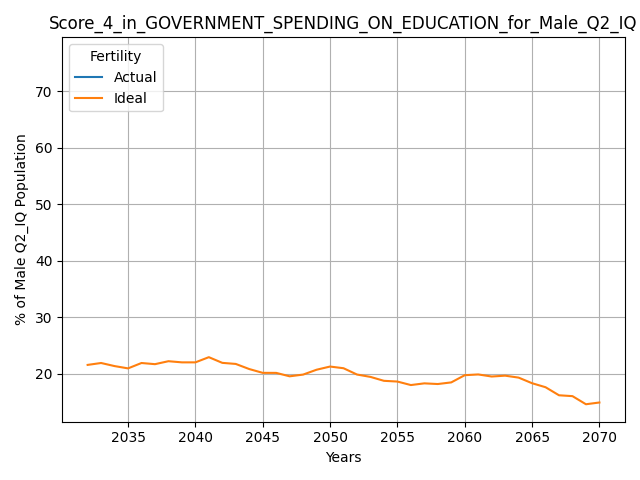 Score_4_in_GOVERNMENT_SPENDING_ON_EDUCATION_for_Male_Q2_IQ
Fertility
Actual
Ideal
% of Male Q2_IQ Population
70
60
50
40
30
20
2035 2040 2045 2050 2055 2060 2065 2070
Years